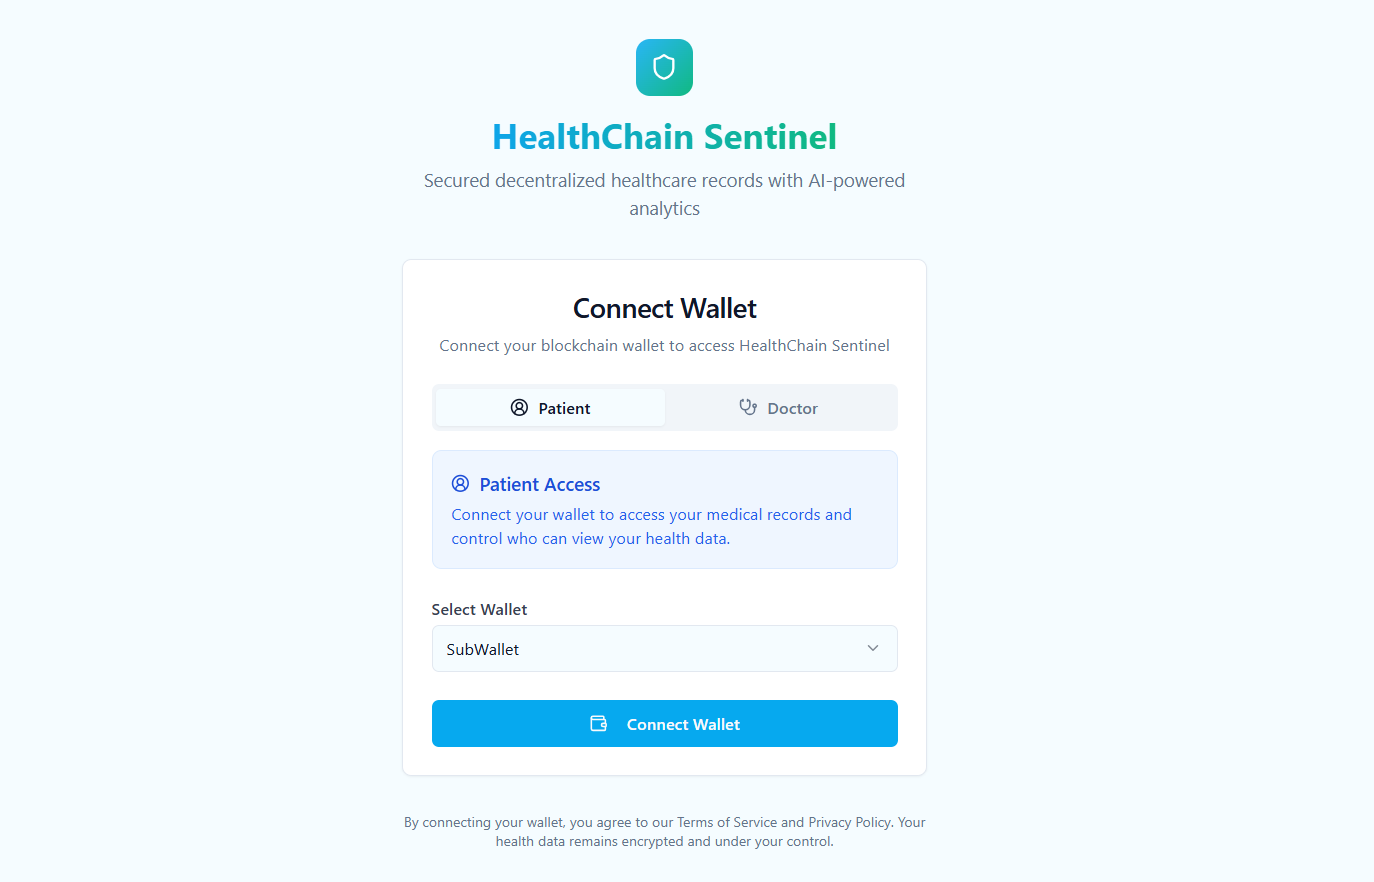 HealthChain Sentinel
Secured decentralized healthcare records with AI-powered
analytics
Connect Wallet
Connect your blockchain wallet to access HealthChain Sentinel
Patient
Doctor
Patient Access
Connect your wallet to access your medical records and
control who can view your health data.
Select Wallet
SubWallet
Connect Wallet
By connecting your wallet, you agree to our Terms of Service and Privacy Policy. Your
health data remains encrypted and under your control.